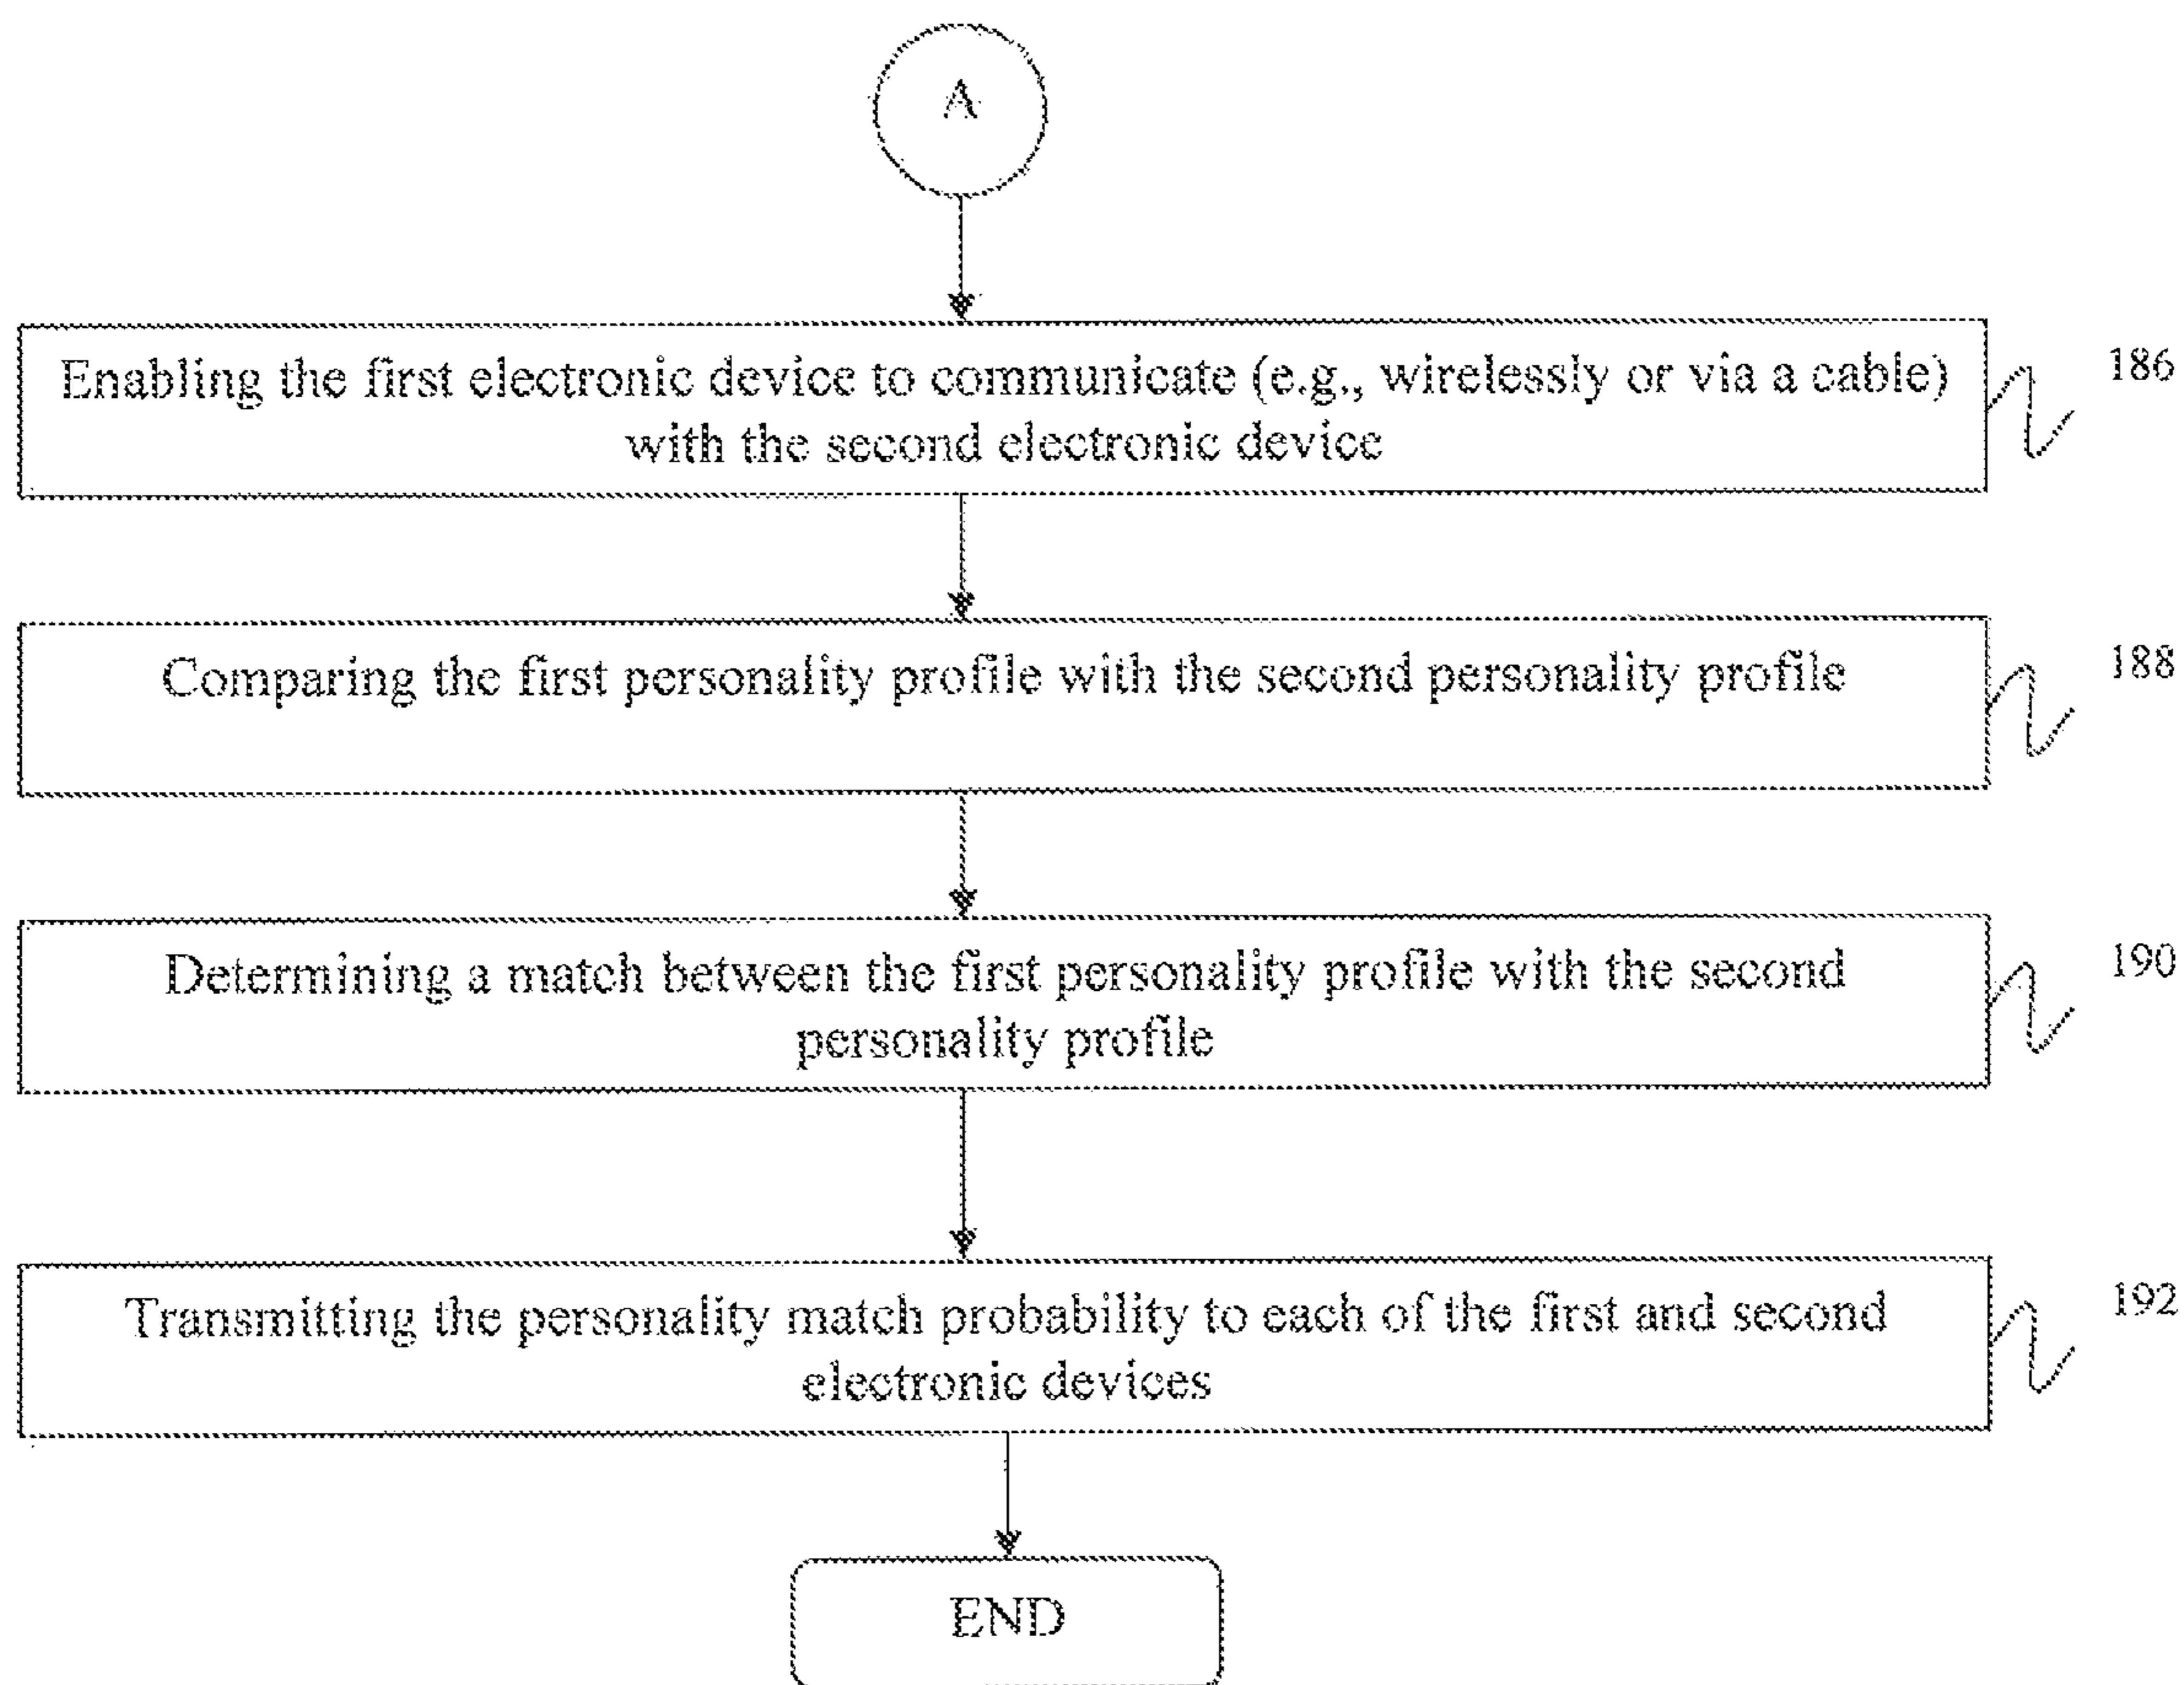 A
Enabling the first electronic device to communicate (e.g., wirelessly or via a cable)
with the second electronic device
186
Comparing the first personality profile with the second personality profile
188
Determining a match between the first personality profile with the second
personality profile
190
Transmitting the personality match probability to each of the first and second
electronic devices
192
END